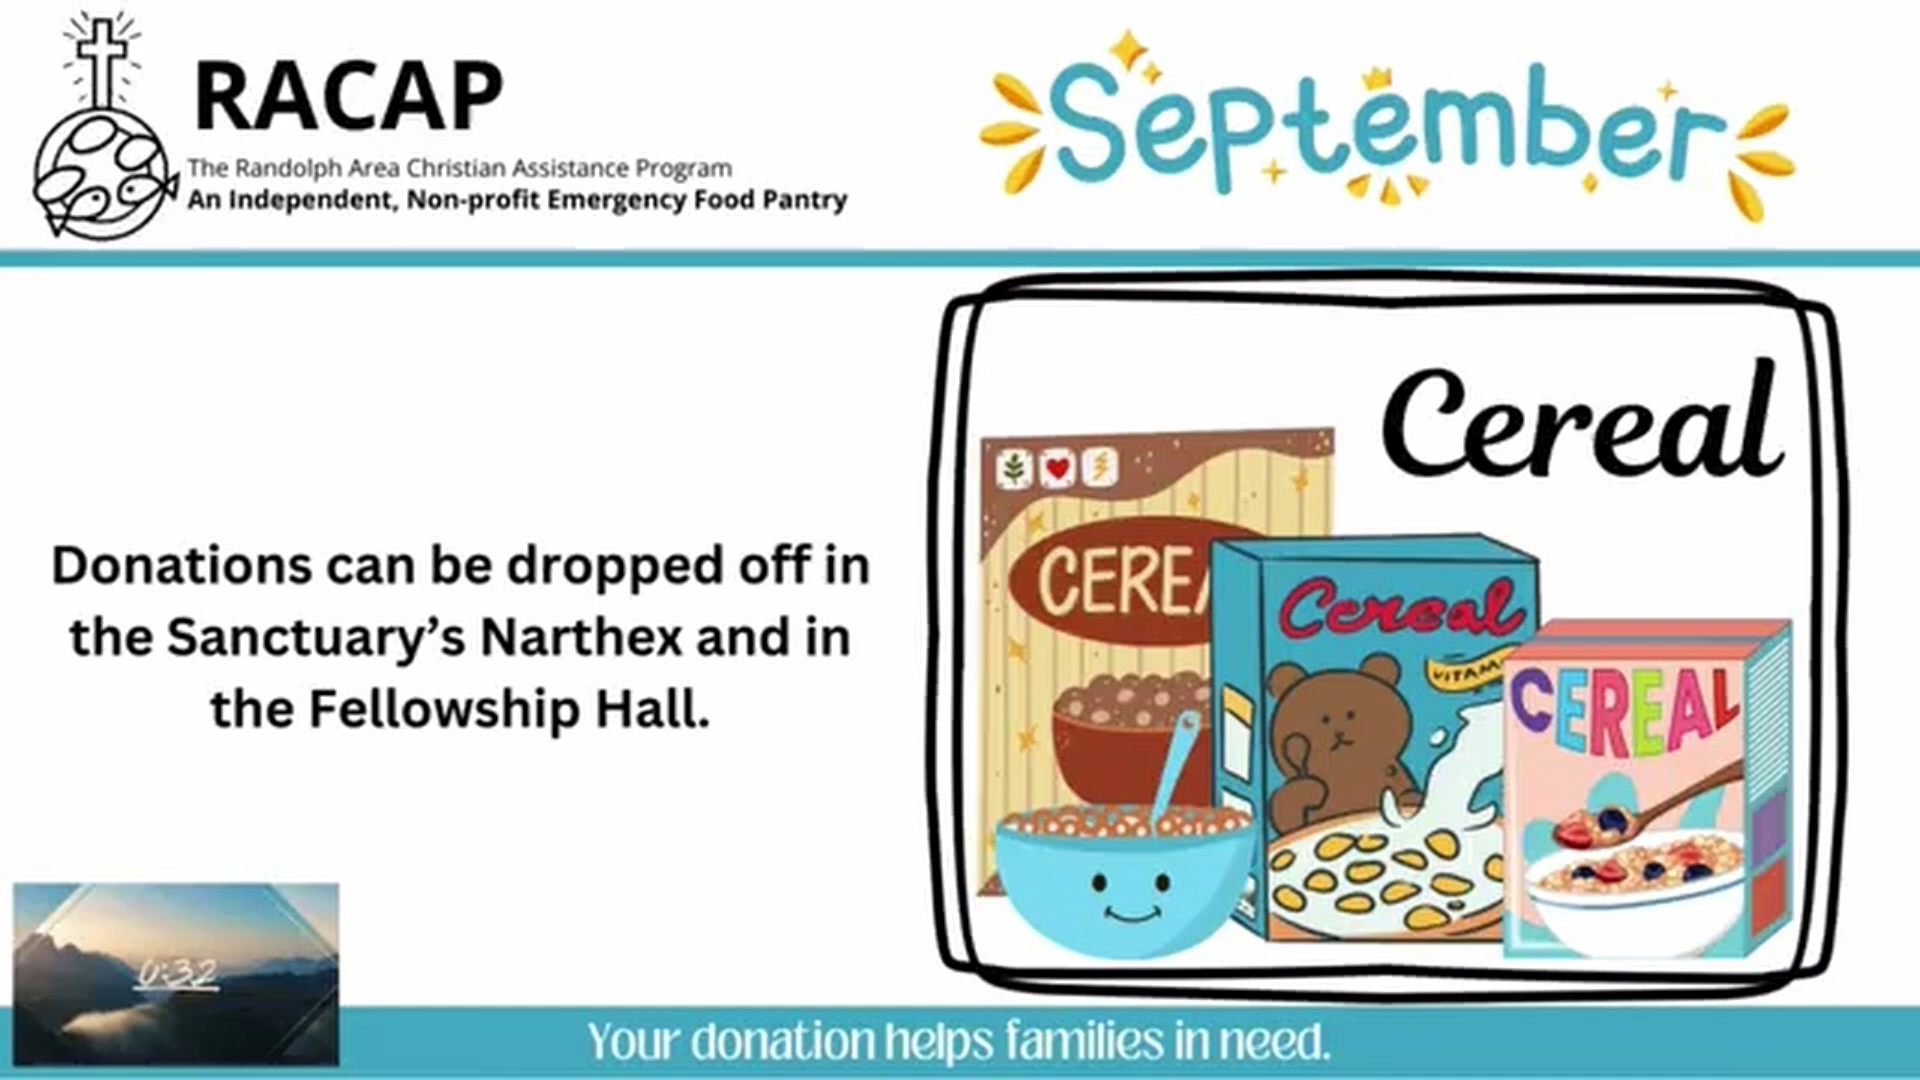 RACAP
The Randolph Area Christian Assistance Program
An Independent, Non-profit Emergency Food Pantry
September
Donations can be dropped off in
the Sanctuary’s Narthex and in
the Fellowship Hall.
Cereal
Cereal
CEREAL
Your donation helps families in need.
0:32